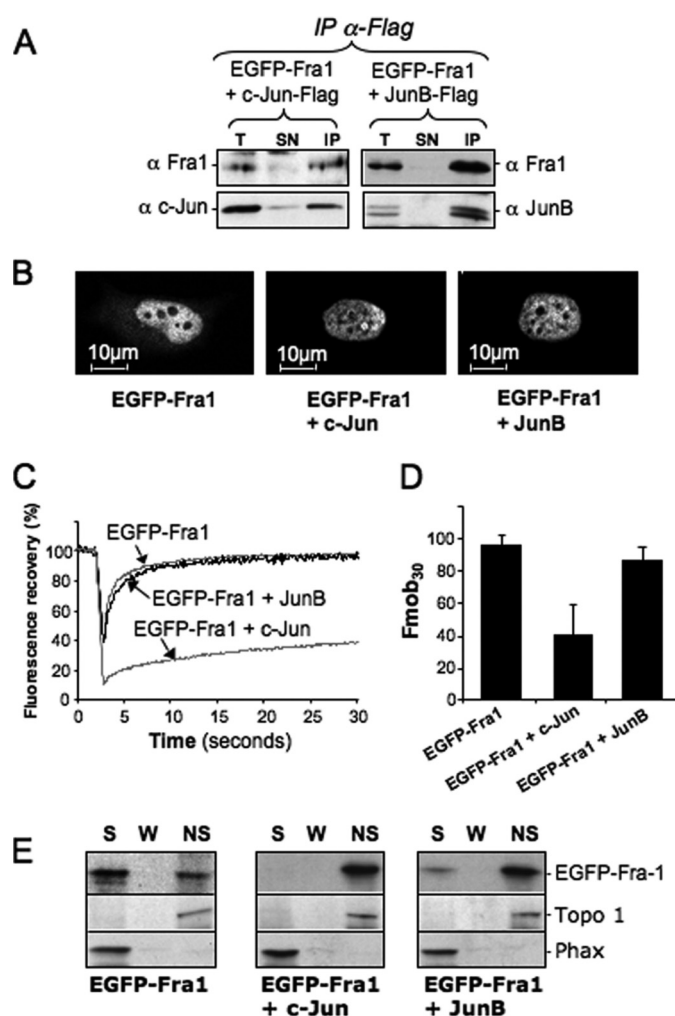 A
IP α-Flag
EGFP-Fra1 + c-Jun-Flag
EGFP-Fra1 + JunB-Flag
T SN IP T SN IP
α Fra1 α Fra1
α c-Jun α JunB
B
10µm 10µm 10µm
EGFP-Fra1
EGFP-Fra1 + c-Jun
EGFP-Fra1 + JunB
C
Fluorescence recovery (%)
100
80
60
40
20
0
EGFP-Fra1
EGFP-Fra1 + JunB
EGFP-Fra1 + c-Jun
0 5 10 15 20 25 30
Time (seconds)
D
Fmob30
100
80
60
40
20
0
EGFP-Fra1
EGFP-Fra1 + c-Jun
EGFP-Fra1 + JunB
E
S W NS S W NS S W NS
EGFP-Fra-1
Topo 1
Phax
EGFP-Fra1
EGFP-Fra1 + c-Jun
EGFP-Fra1 + JunB